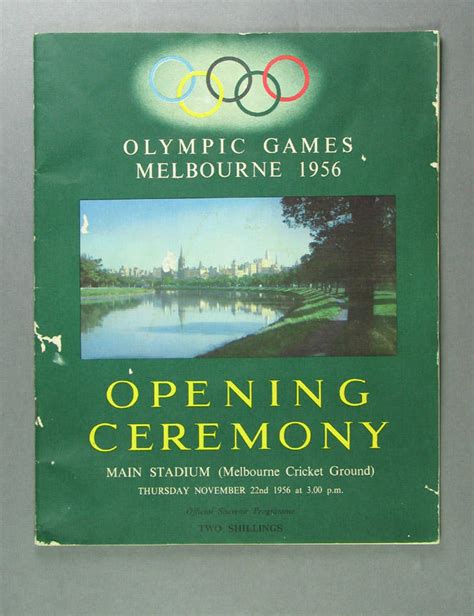 OLYMPIC GAMES
MELBOURNE 1956
OPENING
CEREMONY
MAIN STADIUM (Melbourne Cricket Ground)
THURSDAY NOVEMBER 22nd 1956 at 3.00 p.m.
Official Souvenir Programme
TWO SHILLINGS